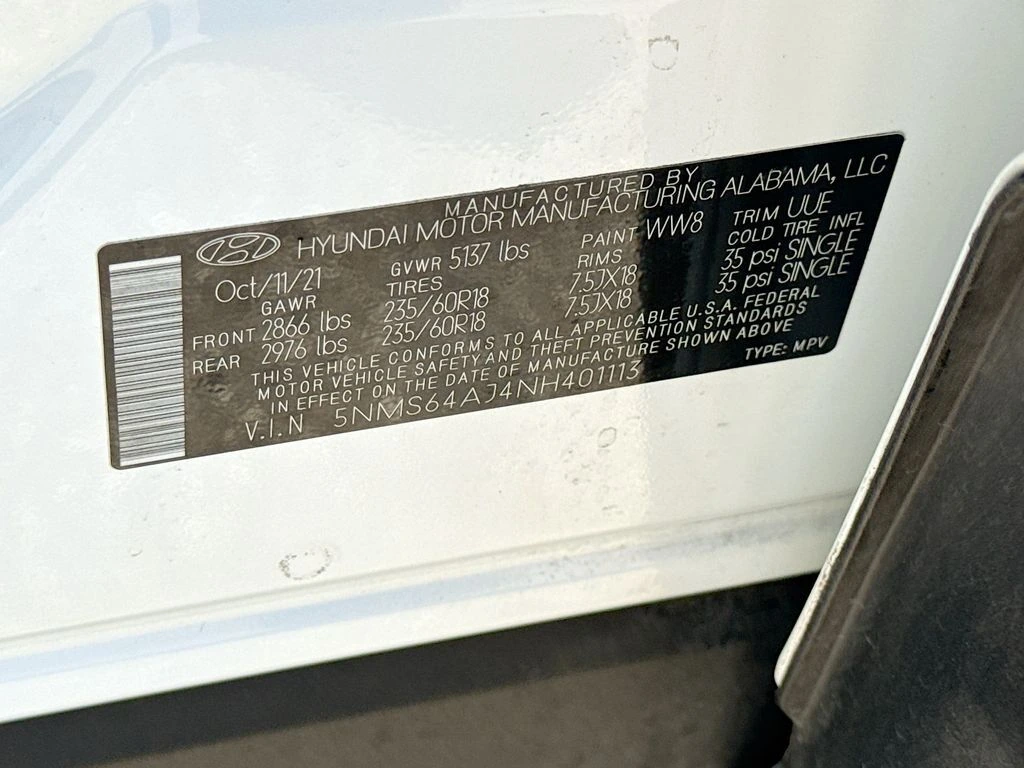 MANUFACTURED BY
HYUNDAI MOTOR MANUFACTURING ALABAMA, LLC
Oct/11/21 GVWR 5137 lbs PAINT WW8 TRIM UUE
GAWR TIRES RIMS COLD TIRE INFL
FRONT 2866 lbs 235/60R18 7.5JX18 35 psi SINGLE
REAR 2976 lbs 235/60R18 7.5JX18 35 psi SINGLE
THIS VEHICLE CONFORMS TO ALL APPLICABLE U.S.A. FEDERAL
MOTOR VEHICLE SAFETY AND THEFT PREVENTION STANDARDS
IN EFFECT ON THE DATE OF MANUFACTURE SHOWN ABOVE
V.I.N 5NMS64AJ4NH401113 TYPE: MPV